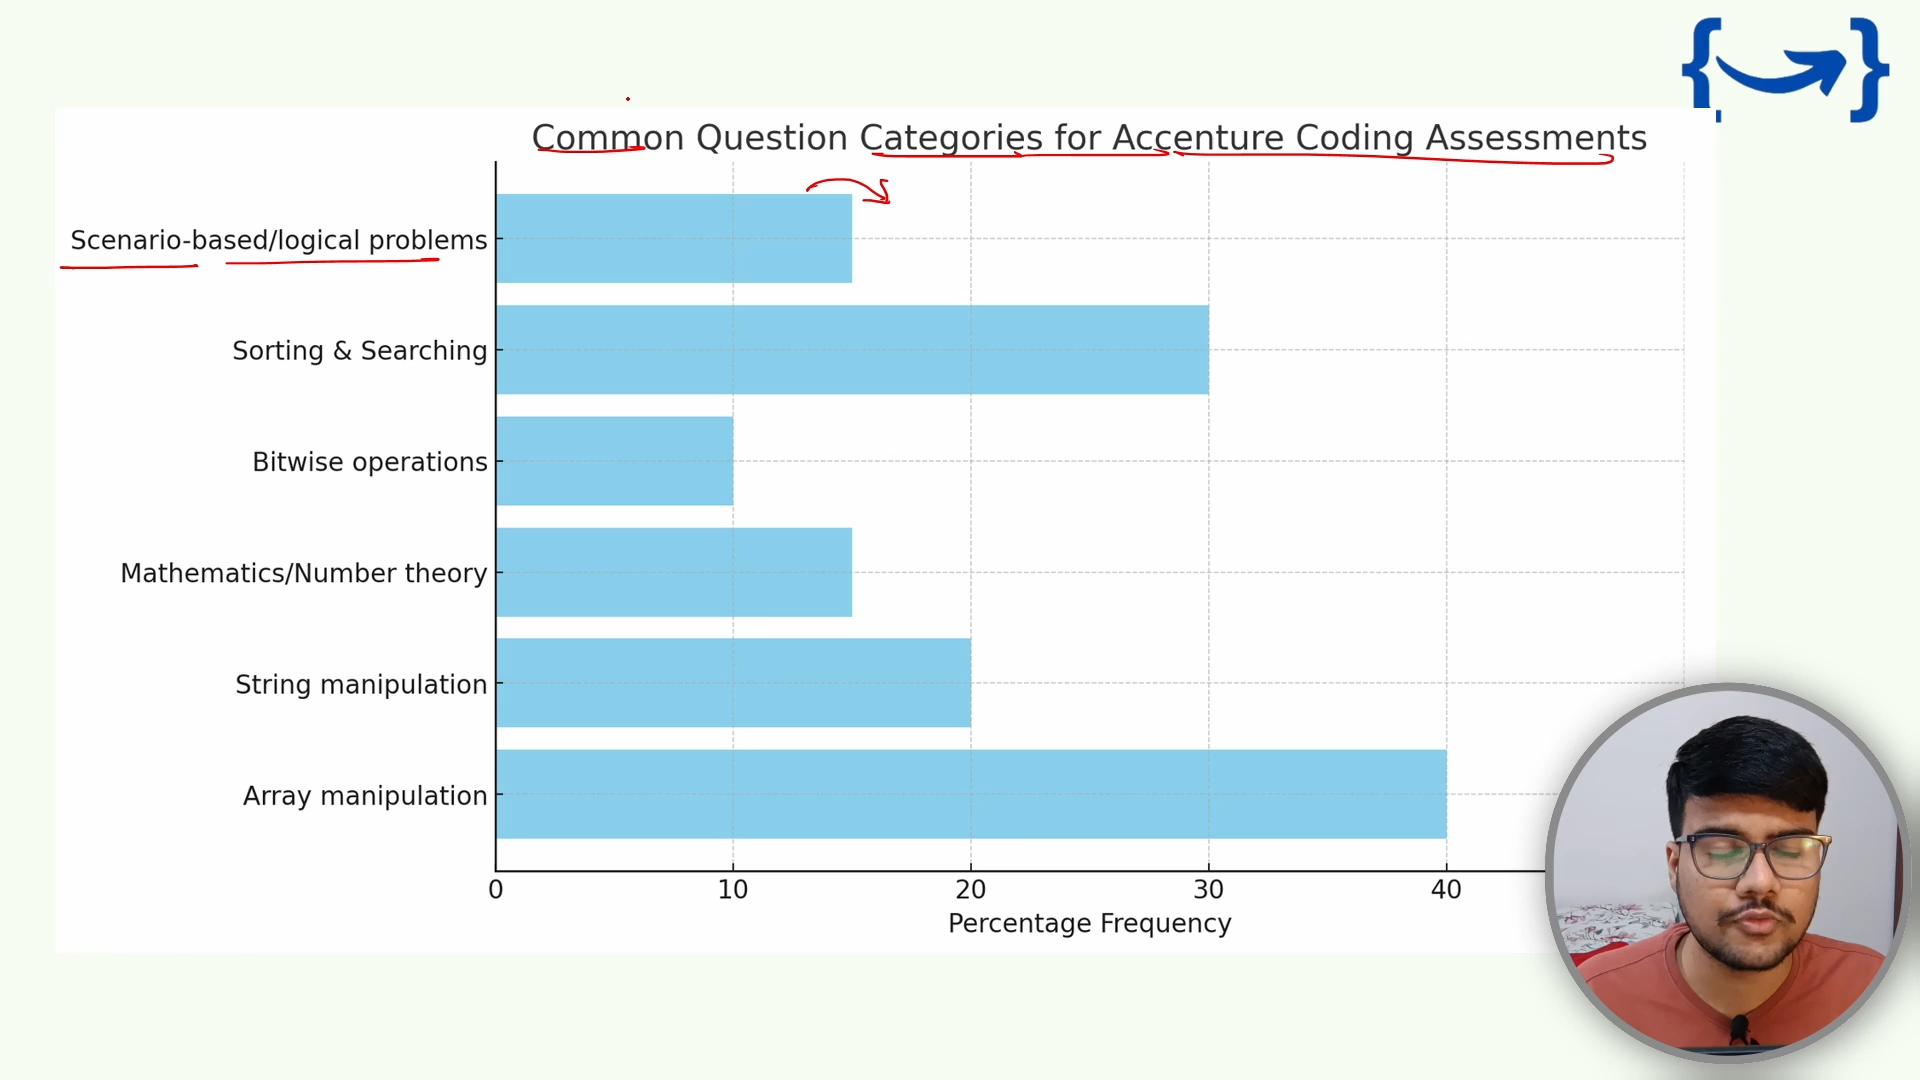 Common Question Categories for Accenture Coding Assessments
Scenario-based/logical problems
Sorting & Searching
Bitwise operations
Mathematics/Number theory
String manipulation
Array manipulation
0 10 20 30 40
Percentage Frequency